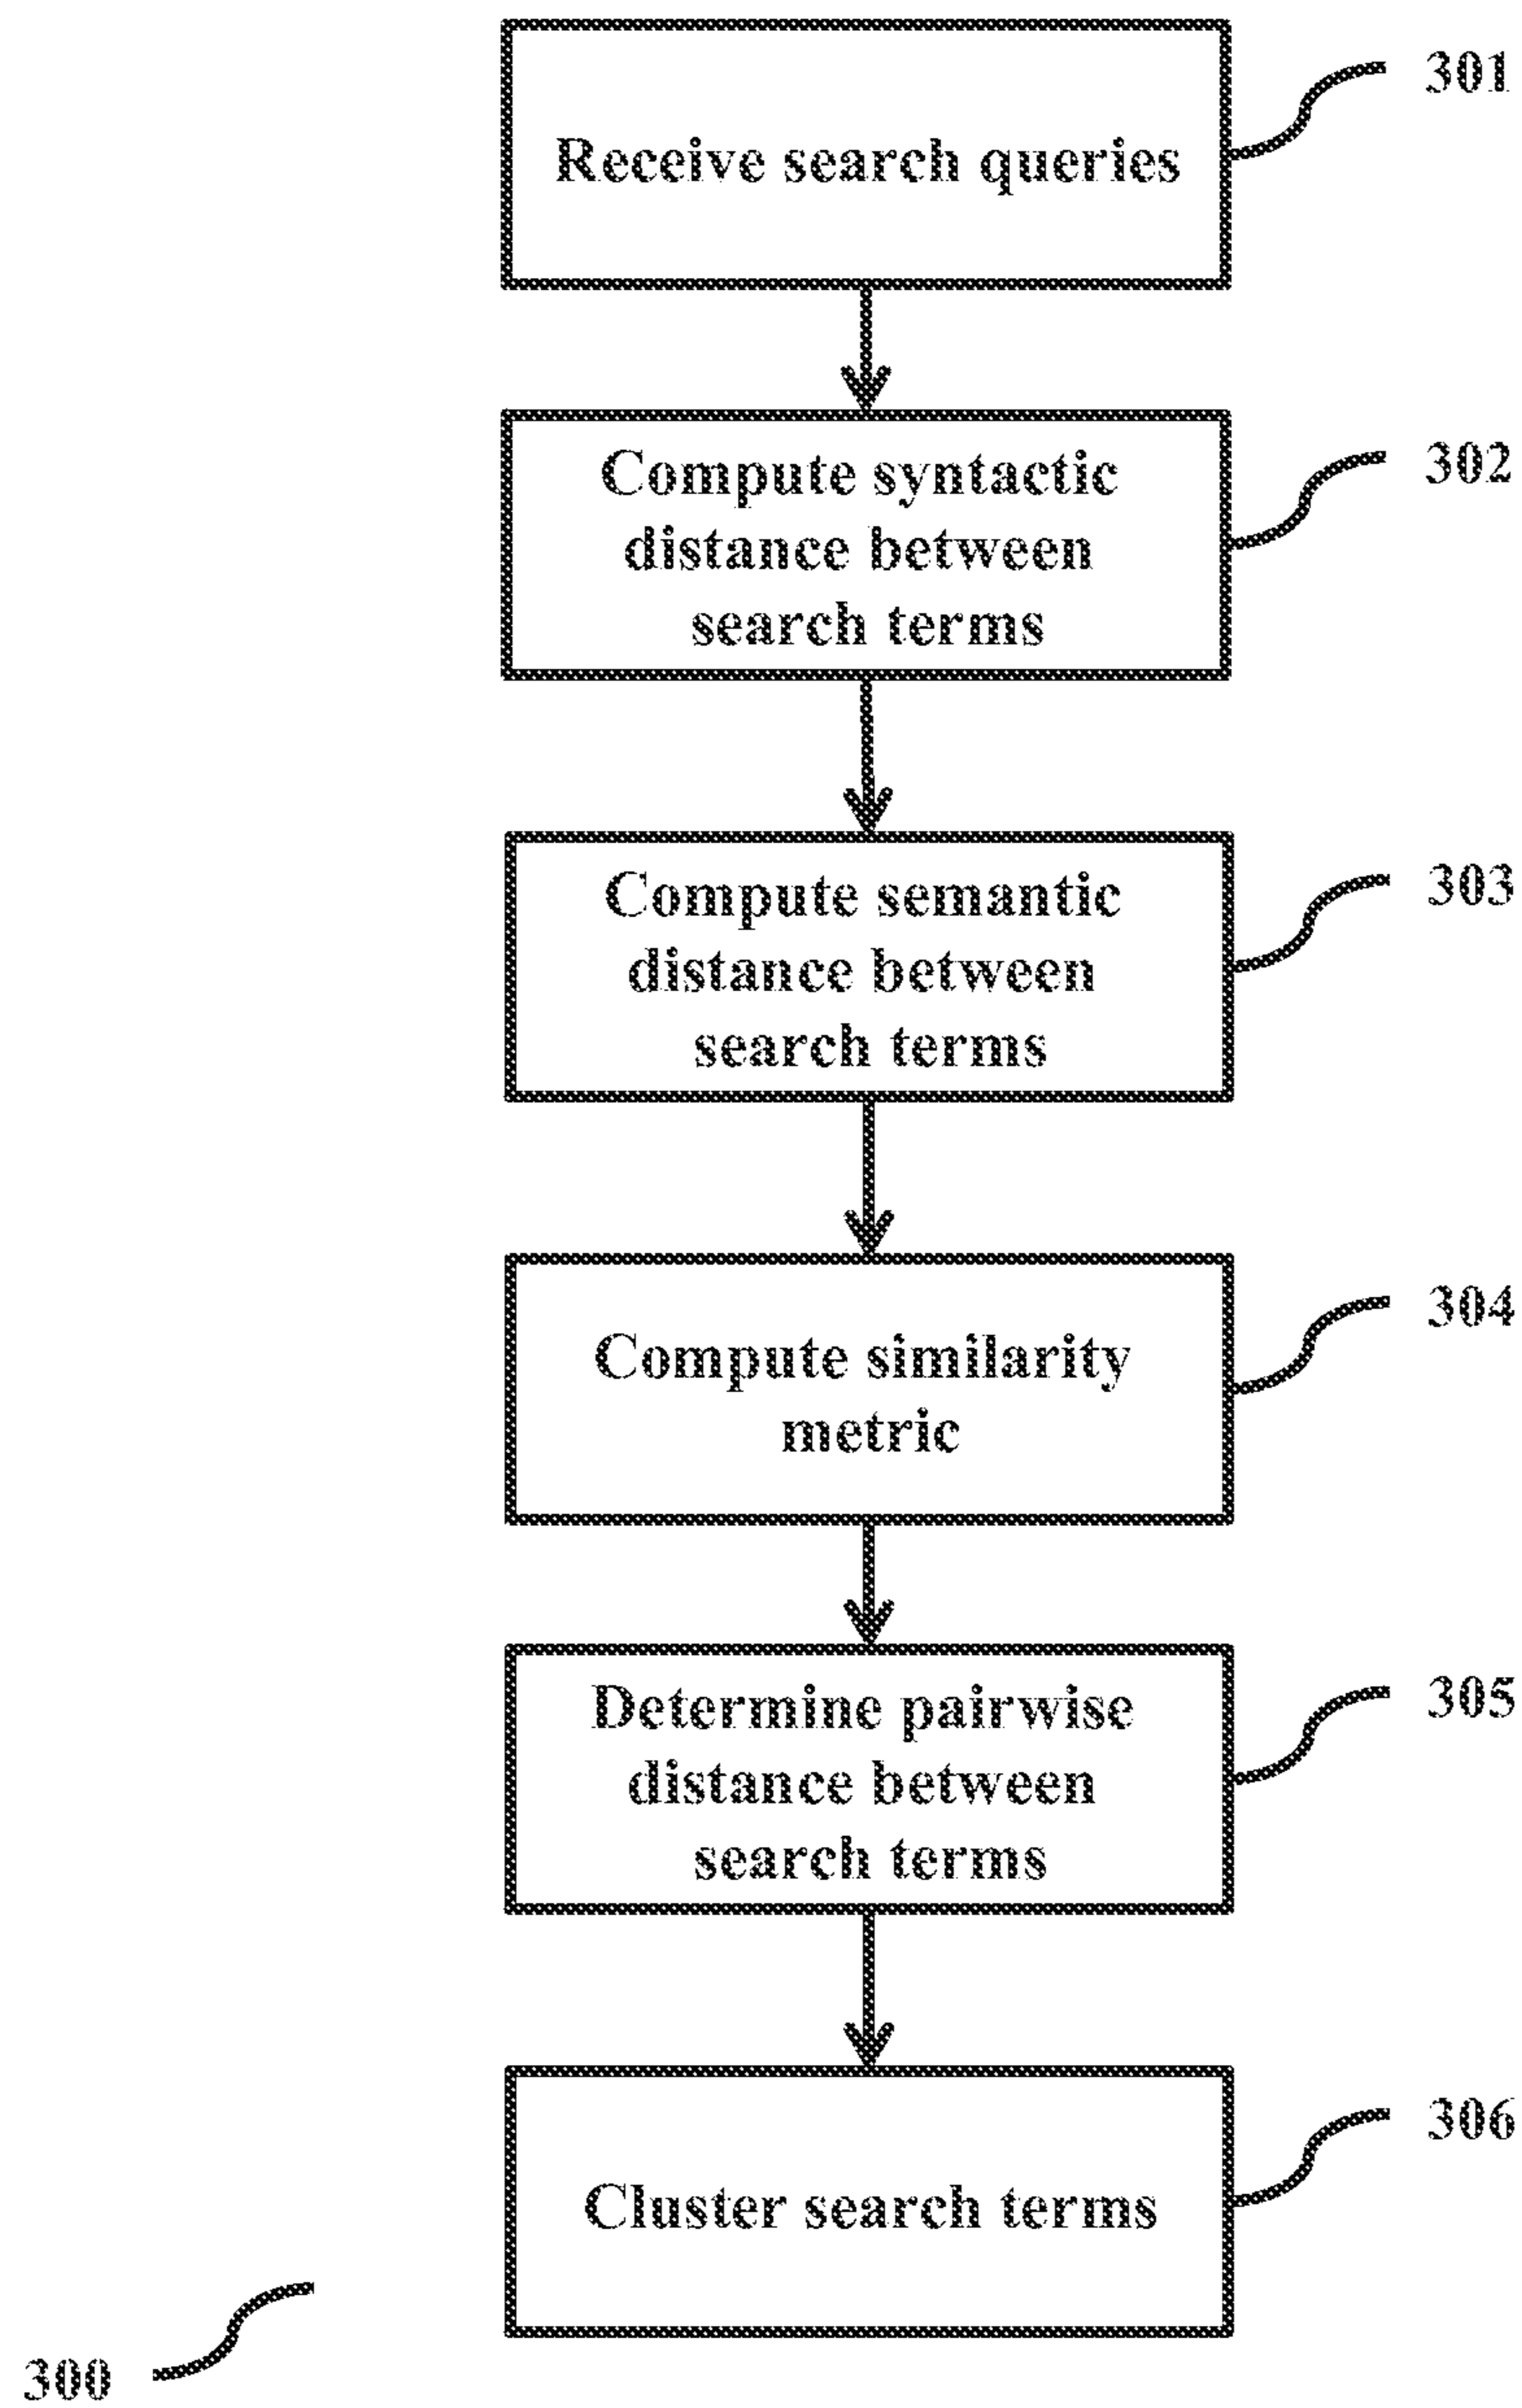 Receive search queries
301
Compute syntactic
distance between
search terms
302
Compute semantic
distance between
search terms
303
Compute similarity
metric
304
Determine pairwise
distance between
search terms
305
Cluster search terms
306
300